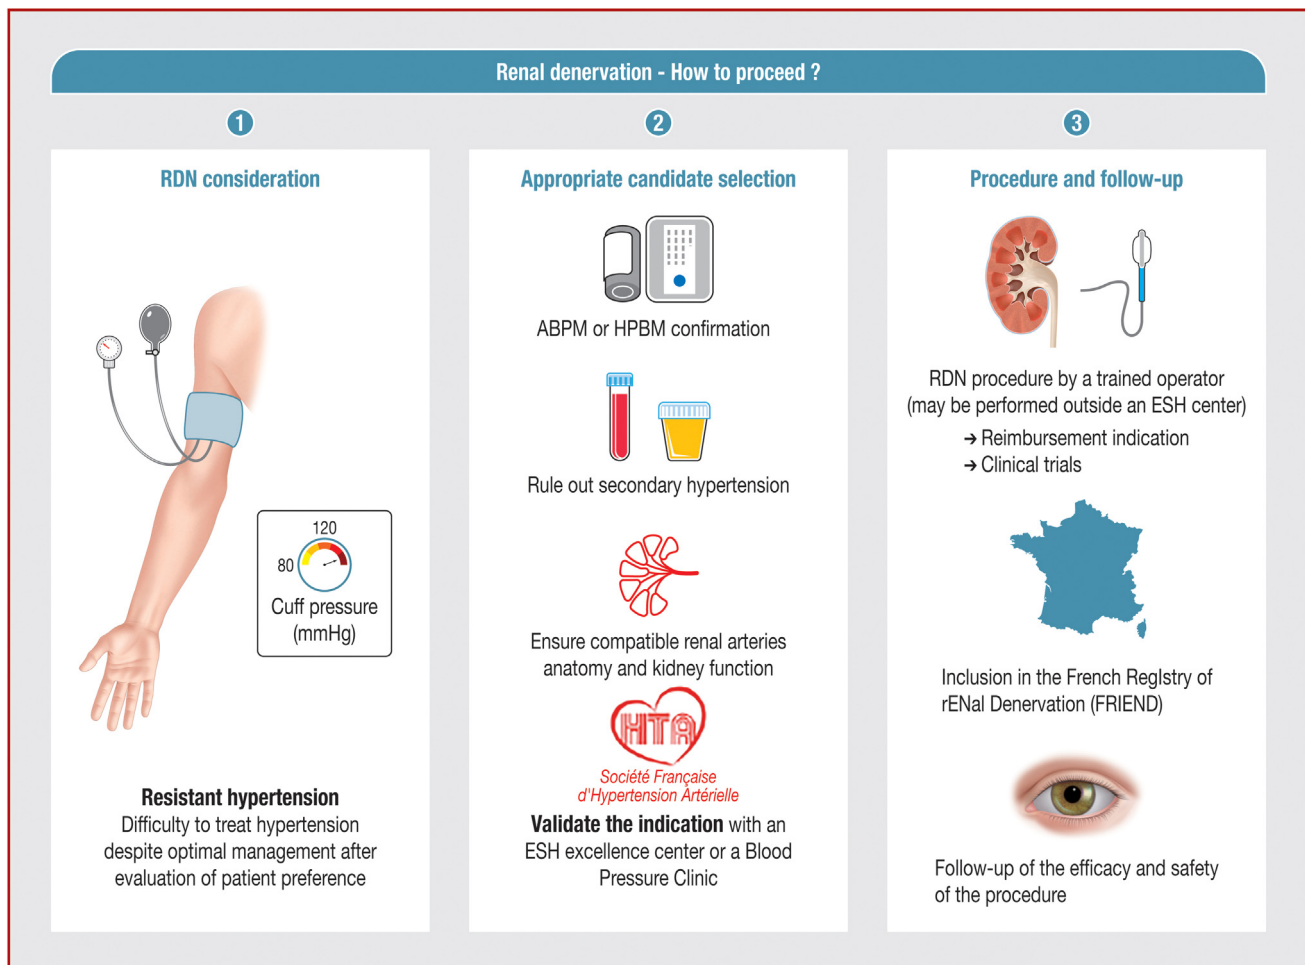 Renal denervation - How to proceed ?
1
RDN consideration
120
80
Cuff pressure
(mmHg)
Resistant hypertension
Difficulty to treat hypertension
despite optimal management after
evaluation of patient preference
2
Appropriate candidate selection
ABPM or HPBM confirmation
Rule out secondary hypertension
Ensure compatible renal arteries
anatomy and kidney function
HTA
Société Française
d'Hypertension Artérielle
Validate the indication with an
ESH excellence center or a Blood
Pressure Clinic
3
Procedure and follow-up
RDN procedure by a trained operator
(may be performed outside an ESH center)
→ Reimbursement indication
→ Clinical trials
Inclusion in the French RegIstry of
rENal Denervation (FRIEND)
Follow-up of the efficacy and safety
of the procedure